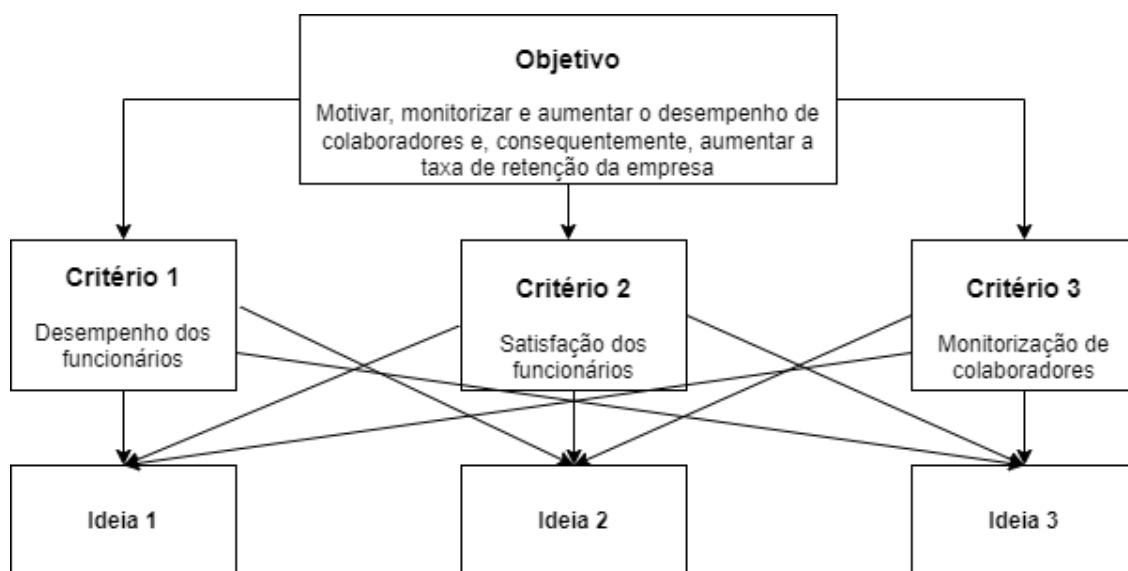 Objetivo
Motivar, monitorizar e aumentar o desempenho de
colaboradores e, consequentemente, aumentar a
taxa de retenção da empresa
Critério 1
Desempenho dos
funcionários
Critério 2
Satisfação dos
funcionários
Critério 3
Monitorização de
colaboradores
Ideia 1
Ideia 2
Ideia 3